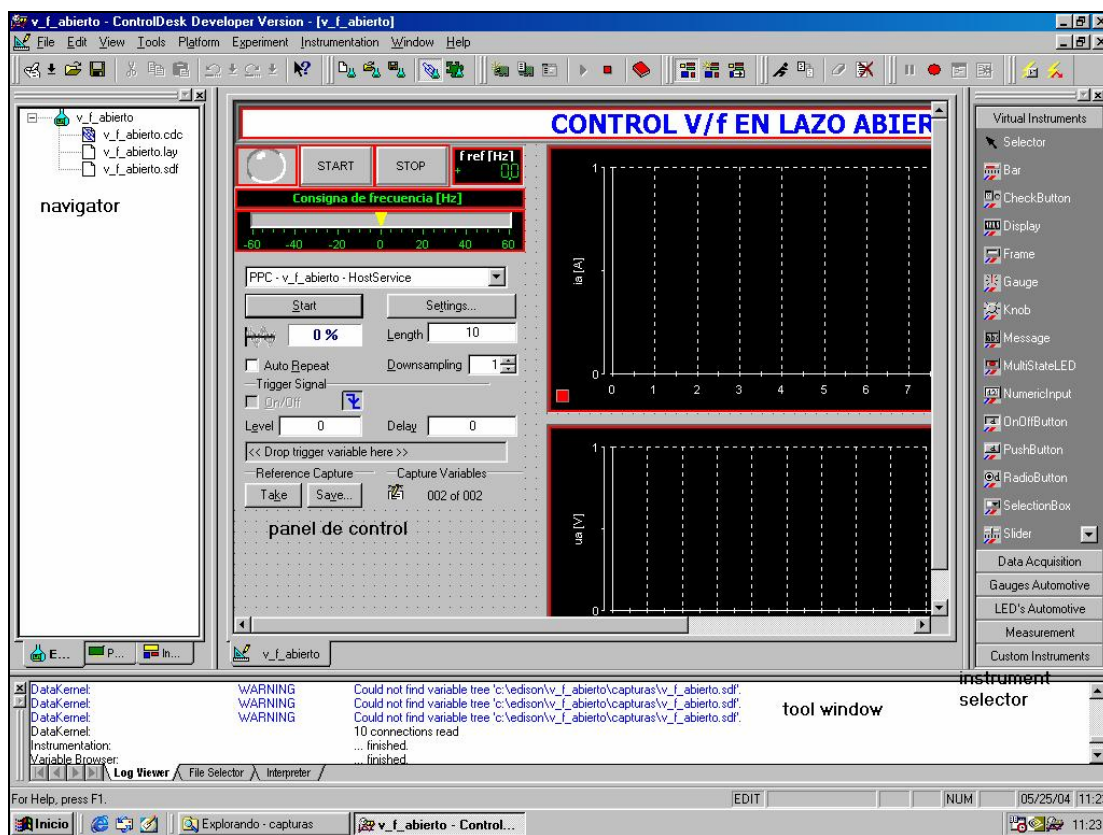 v_f_abierto - ControlDesk Developer Version - [v_f_abierto]
File Edit View Tools Platform Experiment Instrumentation Window Help
v_f_abierto
v_f_abierto.cdc
v_f_abierto.lay
v_f_abierto.sdf
navigator
E... P... In...
CONTROL V/f EN LAZO ABIER
START STOP f ref [Hz]
+ 0,0
Consigna de frecuencia [Hz]
-60 -40 -20 0 20 40 60
PPC - v_f_abierto - HostService
Start Settings...
0 % Length 10
Auto Repeat Downsampling 1
Trigger Signal
On/Off
Level 0 Delay 0
<< Drop trigger variable here >>
Reference Capture Capture Variables
Take Save... 002 of 002
panel de control
1
ia [A]
0
0 1 2 3 4 5 6 7
1
ua [V]
0
v_f_abierto
Virtual Instruments
Selector
Bar
CheckButton
Display
Frame
Gauge
Knob
Message
MultiStateLED
NumericInput
OnOffButton
PushButton
RadioButton
SelectionBox
Slider
Data Acquisition
Gauges Automotive
LED's Automotive
Measurement
Custom Instruments
instrument
selector
DataKernel: WARNING Could not find variable tree 'c:\edison\v_f_abierto\capturas\v_f_abierto.sdf'.
DataKernel: WARNING Could not find variable tree 'c:\edison\v_f_abierto\capturas\v_f_abierto.sdf'.
DataKernel: WARNING Could not find variable tree 'c:\edison\v_f_abierto\capturas\v_f_abierto.sdf'.
DataKernel: 10 connections read
Instrumentation: ... finished.
Variable Browser: ... finished.
tool window
Log Viewer File Selector Interpreter
For Help, press F1. EDIT NUM 05/25/04 11:2
Inicio Explorando - capturas v_f_abierto - Control... 11:23